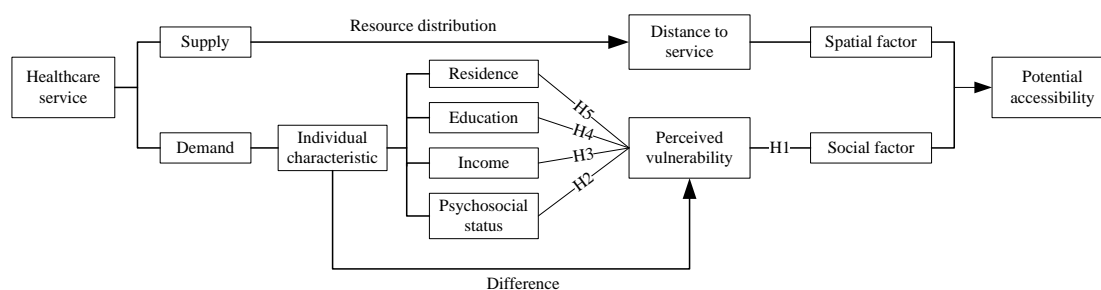 Healthcare
service
Supply
Resource distribution
Distance to
service
Spatial factor
Potential
accessibility
Demand
Individual
characteristic
Residence
Education
Income
Psychosocial
status
H5
H4
H3
H2
Perceived
vulnerability
H1
Social factor
Difference